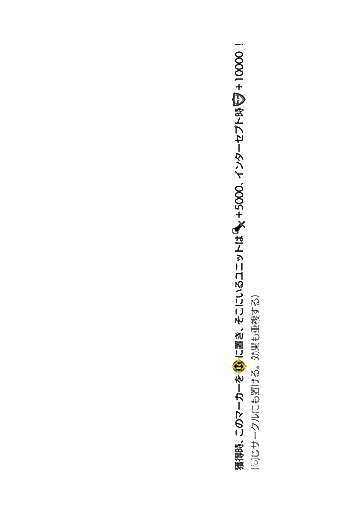 獲得時、このマーカーを に置き、そこにいるユニットは +5000、インターセプト時 +10000！
(同じサークルにも置ける。効果も重複する)